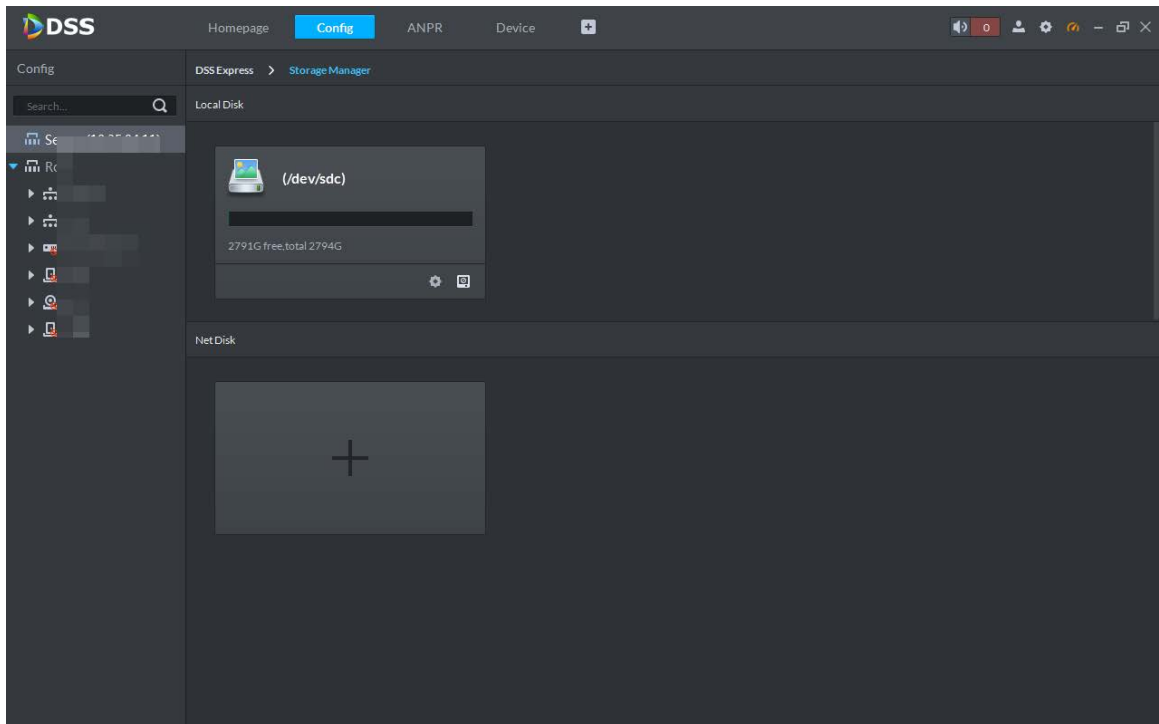 DSS
Homepage Config ANPR Device
0
Config
DSS Express > Storage Manager
Search...
Local Disk
(/dev/sdc)
2791G free,total 2794G
Net Disk